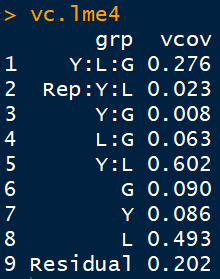 > vc.lme4
grp vcov
1 Y:L:G 0.276
2 Rep:Y:L 0.023
3 Y:G 0.008
4 L:G 0.063
5 Y:L 0.602
6 G 0.090
7 Y 0.086
8 L 0.493
9 Residual 0.202